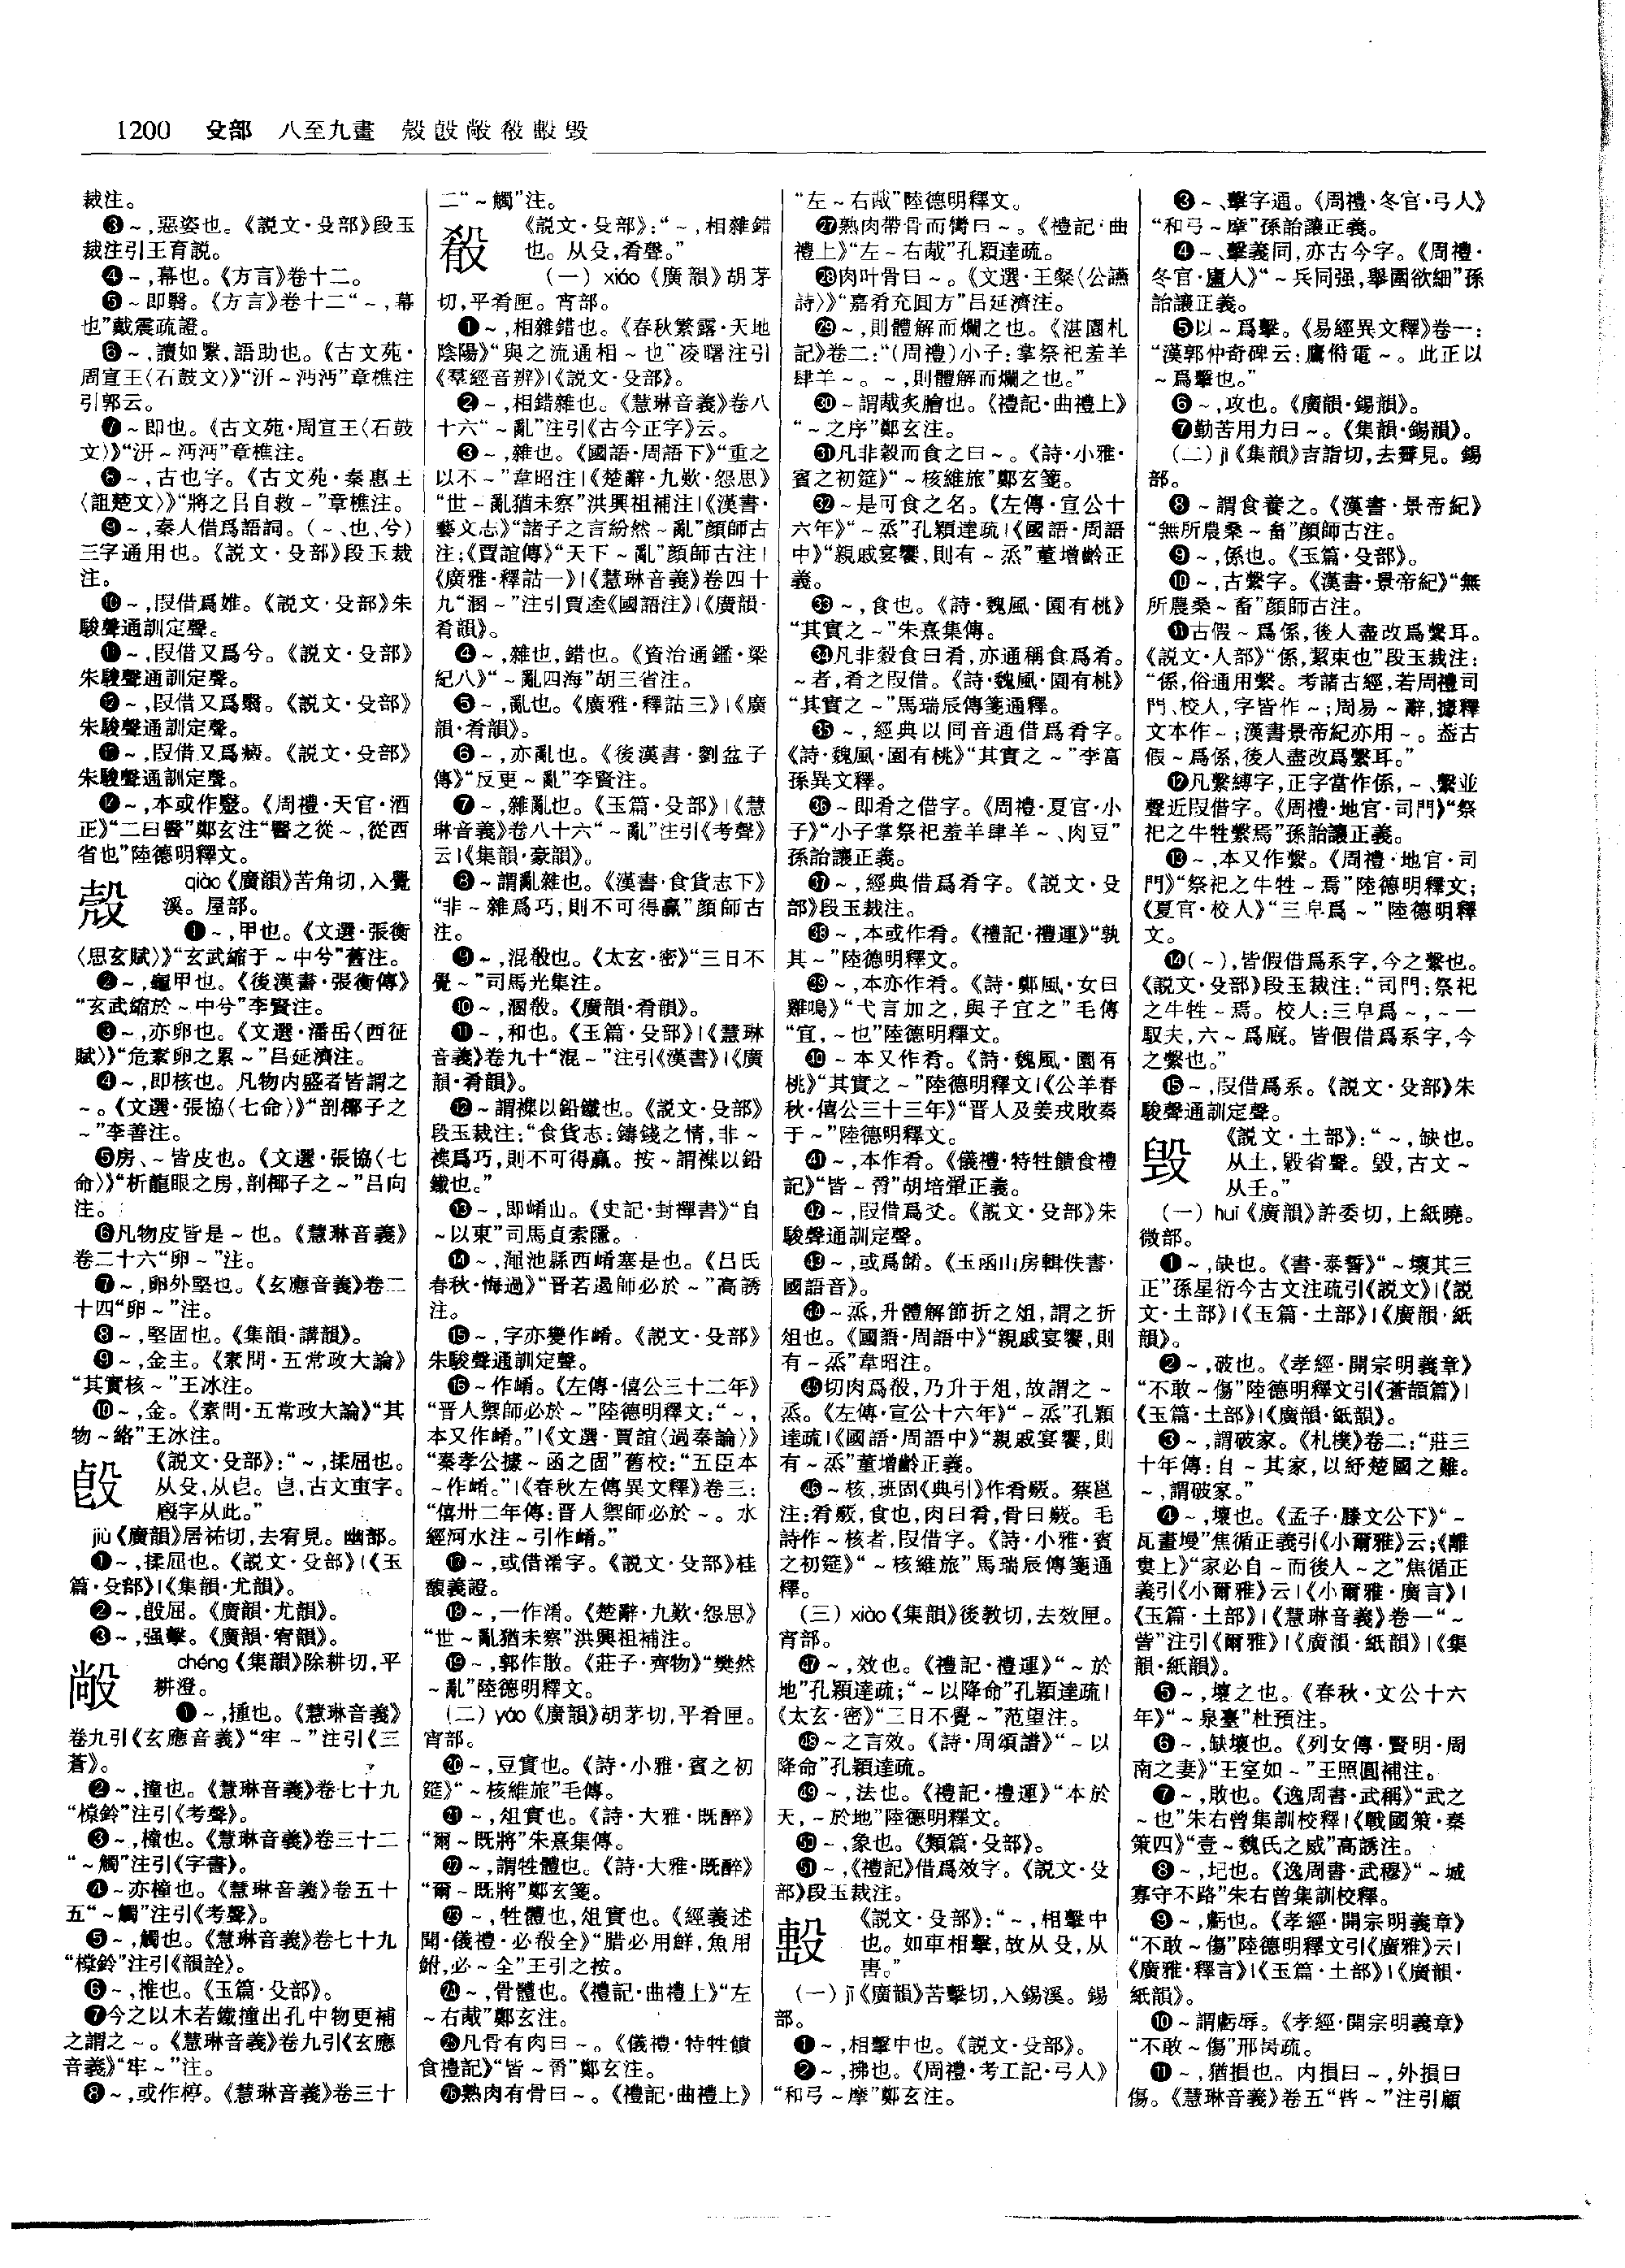 1200 殳部 八至九畫 殼㲃敞殽毄毁
裁注。
❸～,惡姿也。《説文·殳部》段玉
裁注引王育説。
❹～,幕也。《方言》卷十二。
❺～即翳。《方言》卷十二“～,幕
也”戴震疏證。
❻～,讀如繄,語助也。《古文苑·
周宣王〈石鼓文〉》“汧～沔沔”章樵注
引郭云。
❼～即也。《古文苑·周宣王〈石鼓
文〉》“汧～沔沔”章樵注。
❽～,古也字。《古文苑·秦惠王
〈詛楚文〉》“將之㠯自救～”章樵注。
❾～,秦人借爲語詞。(～、也、兮)
三字通用也。《説文·殳部》段玉裁
注。
❿～,叚借爲嫕。《説文·殳部》朱
駿聲通訓定聲。
⓫～,叚借又爲兮。《説文·殳部》
朱駿聲通訓定聲。
⓬～,叚借又爲翳。《説文·殳部》
朱駿聲通訓定聲。
⓭～,叚借又爲瘱。《説文·殳部》
朱駿聲通訓定聲。
⓮～,本或作毉。《周禮·天官·酒
正》“二曰醫”鄭玄注“醫之從～,從酉
省也”陸德明釋文。
殼 qiào《廣韻》苦角切,入覺
溪。屋部。
❶～,甲也。《文選·張衡
〈思玄賦〉》“玄武縮于～中兮”舊注。
❷～,龜甲也。《後漢書·張衡傳》
“玄武縮於～中兮”李賢注。
❸～,亦卵也。《文選·潘岳〈西征
賦〉》“危素卵之累～”吕延濟注。
❹～,即核也。凡物内盛者皆謂之
～。《文選·張協〈七命〉》“剖椰子之
～”李善注。
❺房、～皆皮也。《文選·張協〈七
命〉》“析龍眼之房,剖椰子之～”吕向
注。
❻凡物皮皆是～也。《慧琳音義》
卷二十六“卵～”注。
❼～,卵外堅也。《玄應音義》卷二
十四“卵～”注。
❽～,堅固也。《集韻·講韻》。
❾～,金主。《素問·五常政大論》
“其實核～”王冰注。
❿～,金。《素問·五常政大論》“其
物～絡”王冰注。
㲃 《説文·殳部》:“～,揉屈也。
从殳,从皀。皀,古文叀字。
廏字从此。”
jiù《廣韻》居祐切,去宥見。幽部。
❶～,揉屈也。《説文·殳部》|《玉
篇·殳部》|《集韻·尤韻》。
❷～,㲃屈。《廣韻·尤韻》。
❸～,强擊。《廣韻·宥韻》。
chéng《集韻》除耕切,平
耕澄。
❶～,揰也。《慧琳音義》
卷九引《玄應音義》“牢～”注引《三
蒼》。
❷～,撞也。《慧琳音義》卷七十九
“㯑鈴”注引《考聲》。
❸～,橦也。《慧琳音義》卷三十二
“～觸”注引《字書》。
❹～亦橦也。《慧琳音義》卷五十
五“～觸”注引《考聲》。
❺～,觸也。《慧琳音義》卷七十九
“㯑鈴”注引《韻詮》。
❻～,推也。《玉篇·殳部》。
❼今之以木若鐵撞出孔中物更補
之謂之～。《慧琳音義》卷九引《玄應
音義》“牢～”注。
❽～,或作㨃。《慧琳音義》卷三十
二“～觸”注。
殽 《説文·殳部》:“～,相雜錯
也。从殳,肴聲。”
(一) xiáo《廣韻》胡茅
切,平肴匣。宵部。
❶～,相雜錯也。《春秋繁露·天地
陰陽》“與之流通相～也”凌曙注引
《羣經音辨》|《説文·殳部》。
❷～,相錯雜也。《慧琳音義》卷八
十六“～亂”注引《古今正字》云。
❸～,雜也。《國語·周語下》“重之
以不～”韋昭注|《楚辭·九歎·怨思》
“世～亂猶未察”洪興祖補注|《漢書·
藝文志》“諸子之言紛然～亂”顔師古
注;《賈誼傳》“天下～亂”顔師古注|
《廣雅·釋詁一》|《慧琳音義》卷四十
九“溷～”注引賈逵《國語注》|《廣韻·
肴韻》。
❹～,雜也,錯也。《資治通鑑·梁
紀八》“～亂四海”胡三省注。
❺～,亂也。《廣雅·釋詁三》|《廣
韻·肴韻》。
❻～,亦亂也。《後漢書·劉盆子
傳》“反更～亂”李賢注。
❼～,雜亂也。《玉篇·殳部》|《慧
琳音義》卷八十六“～亂”注引《考聲》
云|《集韻·豪韻》。
❽～謂亂雜也。《漢書·食貨志下》
“非～雜爲巧,則不可得贏”顔師古
注。
❾～,混殽也。《太玄·密》“三日不
覺～”司馬光集注。
❿～,溷殽。《廣韻·肴韻》。
⓫～,和也。《玉篇·殳部》|《慧琳
音義》卷九十“混～”注引《漢書》|《廣
韻·肴韻》。
⓬～謂襍以鉛鐵也。《説文·殳部》
段玉裁注:“食貨志:鑄錢之情,非～
襍爲巧,則不可得贏。按～謂襍以鉛
鐵也。”
⓭～,即崤山。《史記·封禪書》“自
～以東”司馬貞索隱。
⓮～,澠池縣西崤塞是也。《吕氏
春秋·悔過》“晋若遏師必於～”高誘
注。
⓯～,字亦變作崤。《説文·殳部》
朱駿聲通訓定聲。
⓰～作崤。《左傳·僖公三十二年》
“晋人禦師必於～”陸德明釋文:“～,
本又作崤。”|《文選·賈誼〈過秦論〉》
“秦孝公據～函之固”舊校:“五臣本
～作崤。”|《春秋左傳異文釋》卷三:
“僖卅二年傳:晋人禦師必於～。水
經河水注～引作崤。”
⓱～,或借淆字。《説文·殳部》桂
馥義證。
⓲～,一作淆。《楚辭·九歎·怨思》
“世～亂猶未察”洪興祖補注。
⓳～,郭作散。《莊子·齊物》“樊然
～亂”陸德明釋文。
(二) yáo《廣韻》胡茅切,平肴匣。
宵部。
⓴～,豆實也。《詩·小雅·賓之初
筵》“～核維旅”毛傳。
㉑～,俎實也。《詩·大雅·既醉》
“爾～既將”朱熹集傳。
㉒～,謂牲體也。《詩·大雅·既醉》
“爾～既將”鄭玄箋。
㉓～,牲體也,俎實也。《經義述
聞·儀禮·必殽全》“腊必用鮮,魚用
鮒,必～全”王引之按。
㉔～,骨體也。《禮記·曲禮上》“左
～右胾”鄭玄注。
㉕凡骨有肉曰～。《儀禮·特牲饋
食禮記》“皆～脀”鄭玄注。
㉖熟肉有骨曰～。《禮記·曲禮上》
“左～右胾”陸德明釋文。
㉗熟肉帶骨而臠曰～。《禮記·曲
禮上》“左～右胾”孔穎達疏。
㉘肉叶骨曰～。《文選·王粲〈公讌
詩〉》“嘉肴充圓方”吕延濟注。
㉙～,則體解而爓之也。《湛園札
記》卷二:“(周禮)小子:掌祭祀羞羊
肆羊～。～,則體解而爓之也。”
㉚～謂胾炙膾也。《禮記·曲禮上》
“～之序”鄭玄注。
㉛凡非穀而食之曰～。《詩·小雅·
賓之初筵》“～核維旅”鄭玄箋。
㉜～是可食之名。《左傳·宣公十
六年》“～烝”孔穎達疏|《國語·周語
中》“親戚宴饗,則有～烝”董增齡正
義。
㉝～,食也。《詩·魏風·園有桃》
“其實之～”朱熹集傳。
㉞凡非穀食曰肴,亦通稱食爲肴。
～者,肴之叚借。《詩·魏風·園有桃》
“其實之～”馬瑞辰傳箋通釋。
㉟～,經典以同音通借爲肴字。
《詩·魏風·園有桃》“其實之～”李富
孫異文釋。
㊱～即肴之借字。《周禮·夏官·小
子》“小子掌祭祀羞羊肆羊～、肉豆”
孫詒讓正義。
㊲～,經典借爲肴字。《説文·殳
部》段玉裁注。
㊳～,本或作肴。《禮記·禮運》“執
其～”陸德明釋文。
㊴～,本亦作肴。《詩·鄭風·女曰
雞鳴》“弋言加之,與子宜之”毛傳
“宜,～也”陸德明釋文。
㊵～本又作肴。《詩·魏風·園有
桃》“其實之～”陸德明釋文|《公羊春
秋·僖公三十三年》“晋人及姜戎敗秦
于～”陸德明釋文。
㊶～,本作肴。《儀禮·特牲饋食禮
記》“皆～脀”胡培翬正義。
㊷～,叚借爲爻。《説文·殳部》朱
駿聲通訓定聲。
㊸～,或爲餚。《玉函山房輯佚書·
國語音》。
㊹～烝,升體解節折之俎,謂之折
俎也。《國語·周語中》“親戚宴饗,則
有～烝”韋昭注。
㊺切肉爲殽,乃升于俎,故謂之～
烝。《左傳·宣公十六年》“～烝”孔穎
達疏|《國語·周語中》“親戚宴饗,則
有～烝”董增齡正義。
㊻～核,班固《典引》作肴覈。蔡邕
注:肴覈,食也,肉曰肴,骨曰覈。毛
詩作～核者,叚借字。《詩·小雅·賓
之初筵》“～核維旅”馬瑞辰傳箋通
釋。
(三) xiào《集韻》後教切,去效匣。
宵部。
㊼～,效也。《禮記·禮運》“～於
地”孔穎達疏;“～以降命”孔穎達疏|
《太玄·密》“三日不覺～”范望注。
㊽～之言效。《詩·周頌譜》“～以
降命”孔穎達疏。
㊾～,法也。《禮記·禮運》“本於
天,～於地”陸德明釋文。
㊿～,象也。《類篇·殳部》。
51～,《禮記》借爲效字。《説文·殳
部》段玉裁注。
毄 《説文·殳部》:“～,相擊中
也。如車相擊,故从殳,从
軎。”
(一) jī《廣韻》苦擊切,入錫溪。錫
部。
❶～,相擊中也。《説文·殳部》。
❷～,拂也。《周禮·考工記·弓人》
“和弓～摩”鄭玄注。
❸～、擊字通。《周禮·冬官·弓人》
“和弓～摩”孫詒讓正義。
❹～、擊義同,亦古今字。《周禮·
冬官·廬人》“～兵同强,舉圍欲細”孫
詒讓正義。
❺以～爲擊。《易經異文釋》卷一:
“漢郭仲奇碑云:鷹偫電～。此正以
～爲擊也。”
❻～,攻也。《廣韻·錫韻》。
❼勤苦用力曰～。《集韻·錫韻》。
(二) jì《集韻》吉詣切,去霽見。錫
部。
❽～謂食養之。《漢書·景帝紀》
“無所農桑～畜”顔師古注。
❾～,係也。《玉篇·殳部》。
❿～,古繫字。《漢書·景帝紀》“無
所農桑～畜”顔師古注。
⓫古假～爲係,後人盡改爲繫耳。
《説文·人部》“係,絜束也”段玉裁注:
“係,俗通用繫。考諸古經,若周禮司
門、校人,字皆作～;周易～辭,據釋
文本作～;漢書景帝紀亦用～。葢古
假～爲係,後人盡改爲繫耳。”
⓬凡繫縛字,正字當作係,～、繫並
聲近叚借字。《周禮·地官·司門》“祭
祀之牛牲繫焉”孫詒讓正義。
⓭～,本又作繫。《周禮·地官·司
門》“祭祀之牛牲～焉”陸德明釋文;
《夏官·校人》“三皁爲～”陸德明釋
文。
⓮(～),皆假借爲系字,今之繫也。
《説文·殳部》段玉裁注:“司門:祭祀
之牛牲～焉。校人:三皁爲～,～一
馭夫,六～爲廄。皆假借爲系字,今
之繫也。”
⓯～,叚借爲系。《説文·殳部》朱
駿聲通訓定聲。
毁 《説文·土部》:“～,缺也。
从土,毇省聲。毀,古文～
从壬。”
(一) huǐ《廣韻》許委切,上紙曉。
微部。
❶～,缺也。《書·泰誓》“～壞其三
正”孫星衍今古文注疏引《説文》|《説
文·土部》|《玉篇·土部》|《廣韻·紙
韻》。
❷～,破也。《孝經·開宗明義章》
“不敢～傷”陸德明釋文引《蒼頡篇》|
《玉篇·土部》|《廣韻·紙韻》。
❸～,謂破家。《札樸》卷二:“莊三
十年傳:自～其家,以紓楚國之難。
～,謂破家。”
❹～,壞也。《孟子·滕文公下》“～
瓦畫墁”焦循正義引《小爾雅》云;《離
婁上》“家必自～而後人～之”焦循正
義引《小爾雅》云|《小爾雅·廣言》|
《玉篇·土部》|《慧琳音義》卷一“～
呰”注引《爾雅》|《廣韻·紙韻》|《集
韻·紙韻》。
❺～,壞之也。《春秋·文公十六
年》“～泉臺”杜預注。
❻～,缺壞也。《列女傳·賢明·周
南之妻》“王室如～”王照圓補注。
❼～,敗也。《逸周書·武稱》“武之
～也”朱右曾集訓校釋|《戰國策·秦
策四》“壹～魏氏之威”高誘注。
❽～,圮也。《逸周書·武穆》“～城
寡守不路”朱右曾集訓校釋。
❾～,虧也。《孝經·開宗明義章》
“不敢～傷”陸德明釋文引《廣雅》云|
《廣雅·釋言》|《玉篇·土部》|《廣韻·
紙韻》。
❿～謂虧辱。《孝經·開宗明義章》
“不敢～傷”邢昺疏。
⓫～,猶損也。内損曰～,外損曰
傷。《慧琳音義》卷五“呰～”注引顧